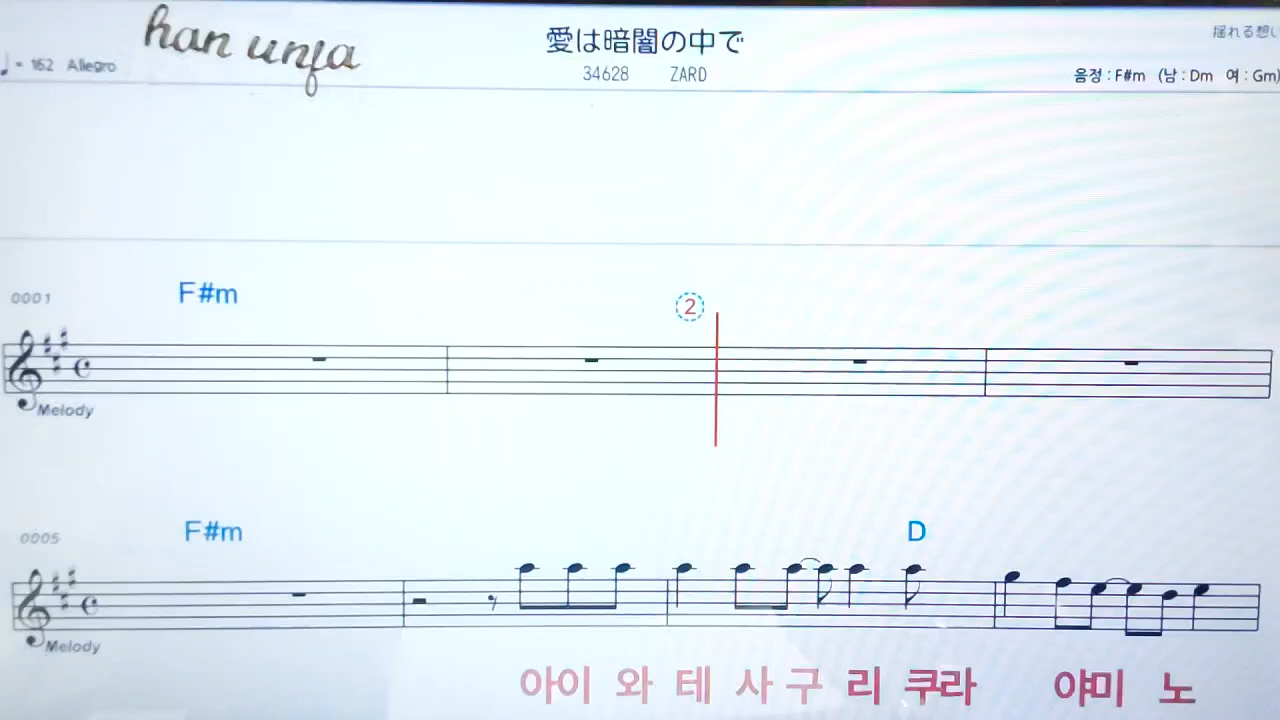 han unja
愛は暗闇の中で
揺れる想い
♩= 162 Allegro
34628 ZARD
음정 : F#m (남 : Dm 여 : Gm)
0001 F#m
2
Melody
0005 F#m D
Melody
아이 와 테 사 구 리 쿠라 야미 노